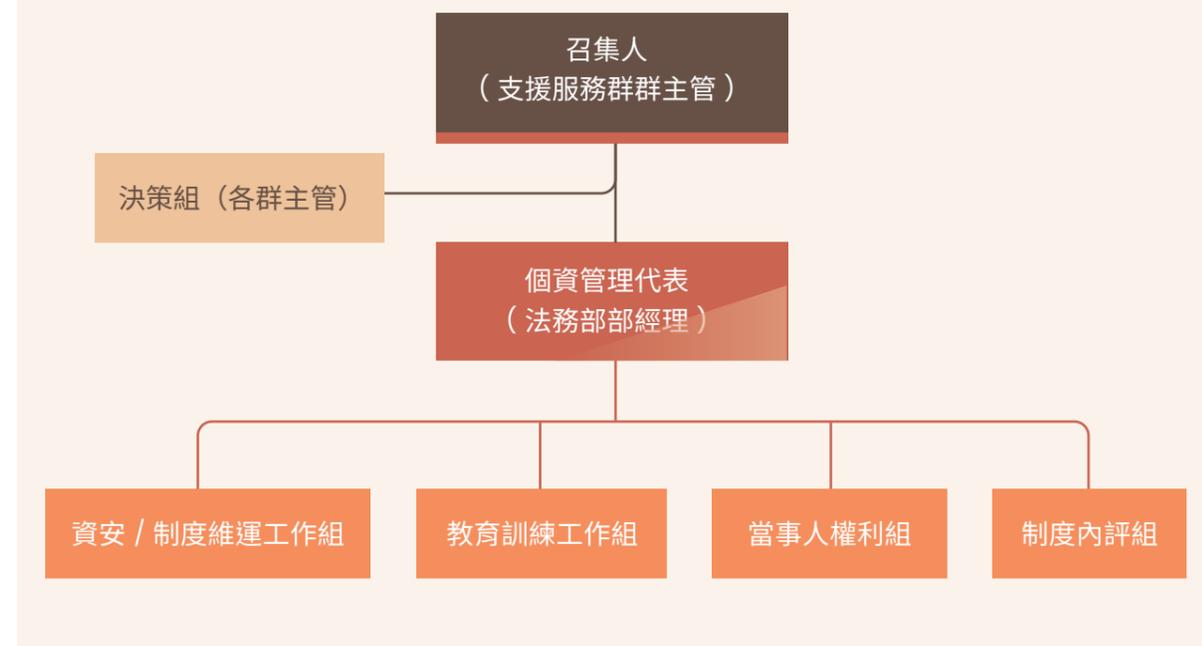 召集人
( 支援服務群群主管 )
決策組（各群主管）
個資管理代表
( 法務部部經理 )
資安 / 制度維運工作組
教育訓練工作組
當事人權利組
制度內評組